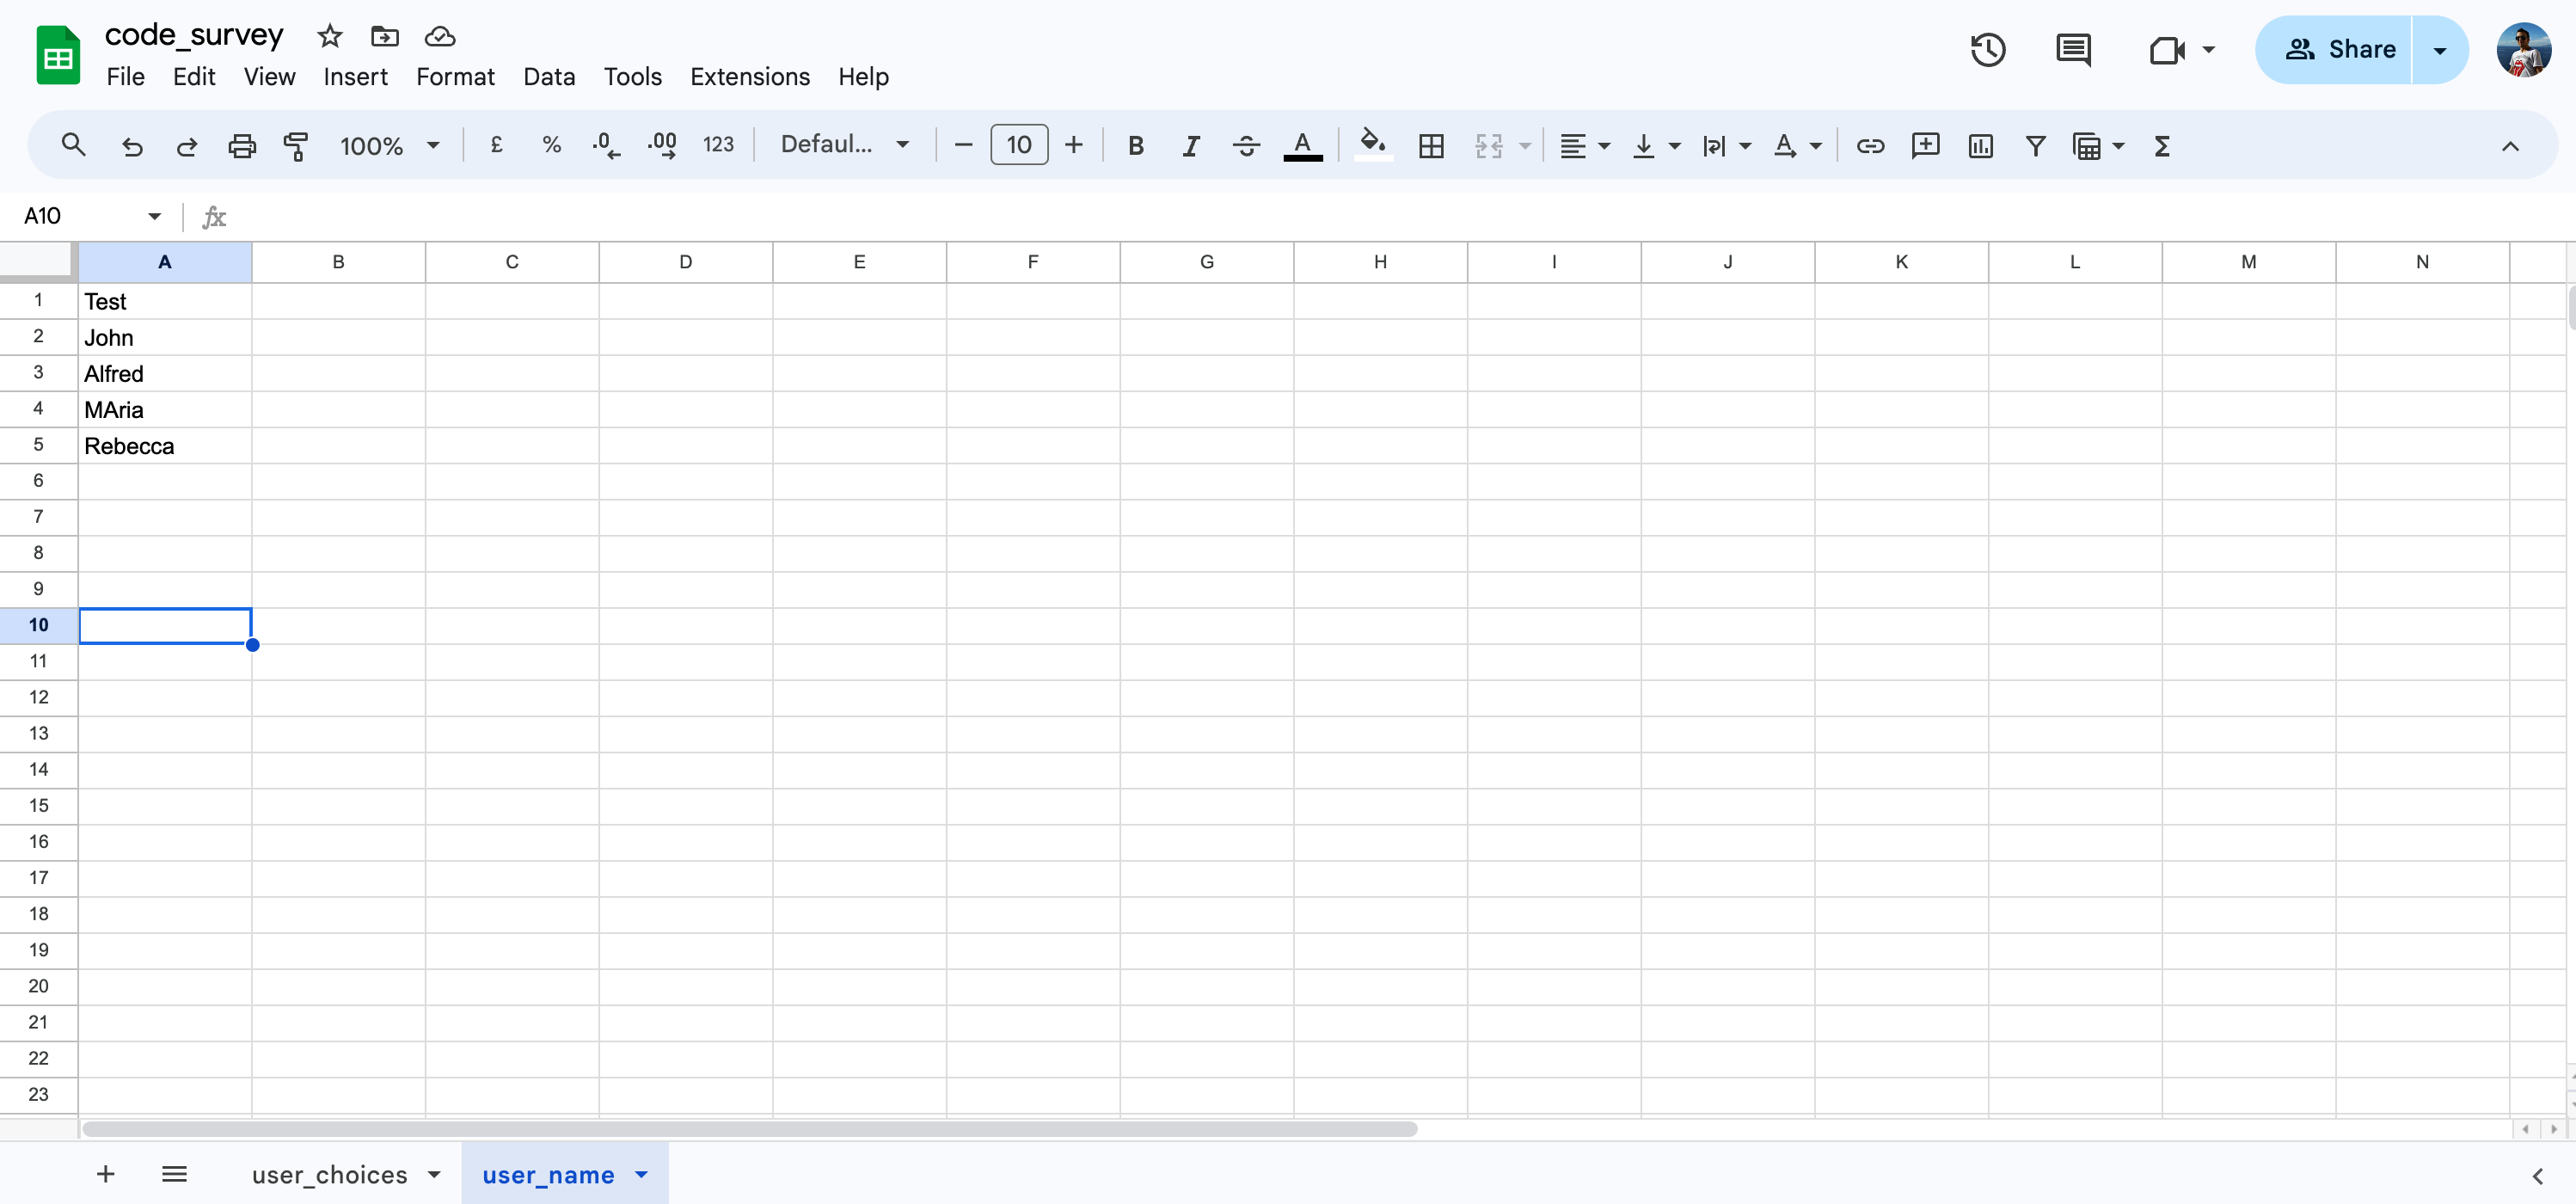 code_survey
File Edit View Insert Format Data Tools Extensions Help
Share
100% £ % .0 .00 123 Defaul... 10 B I A A Σ
A10 fx
A B C D E F G H I J K L M N
1 Test
2 John
3 Alfred
4 MAria
5 Rebecca
6
7
8
9
10
11
12
13
14
15
16
17
18
19
20
21
22
23
user_choices user_name